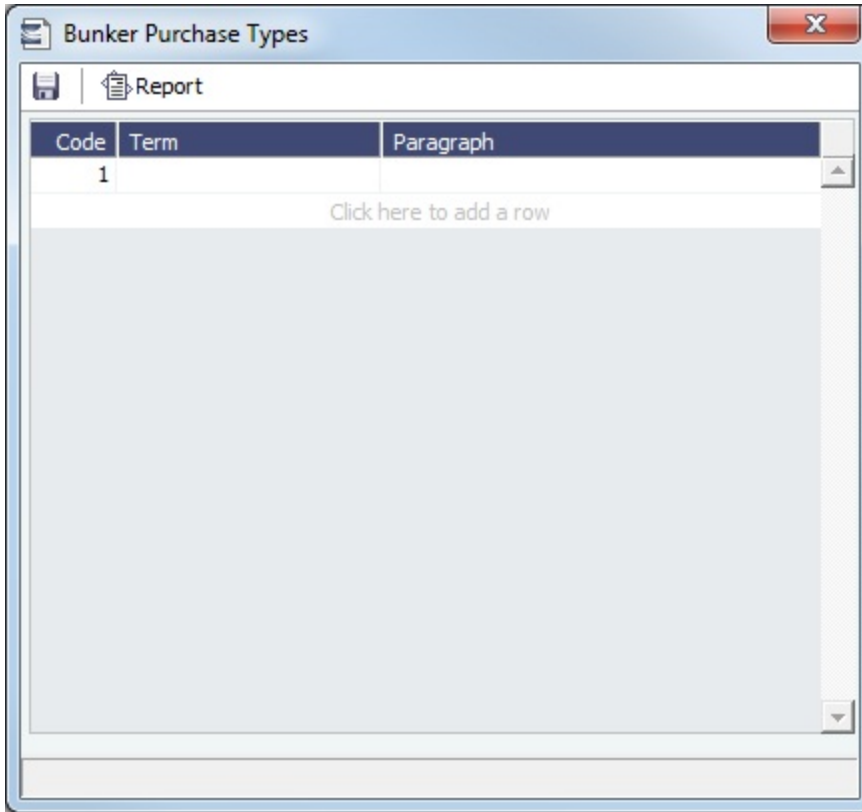 Bunker Purchase Types
Report
Code Term Paragraph
1
Click here to add a row